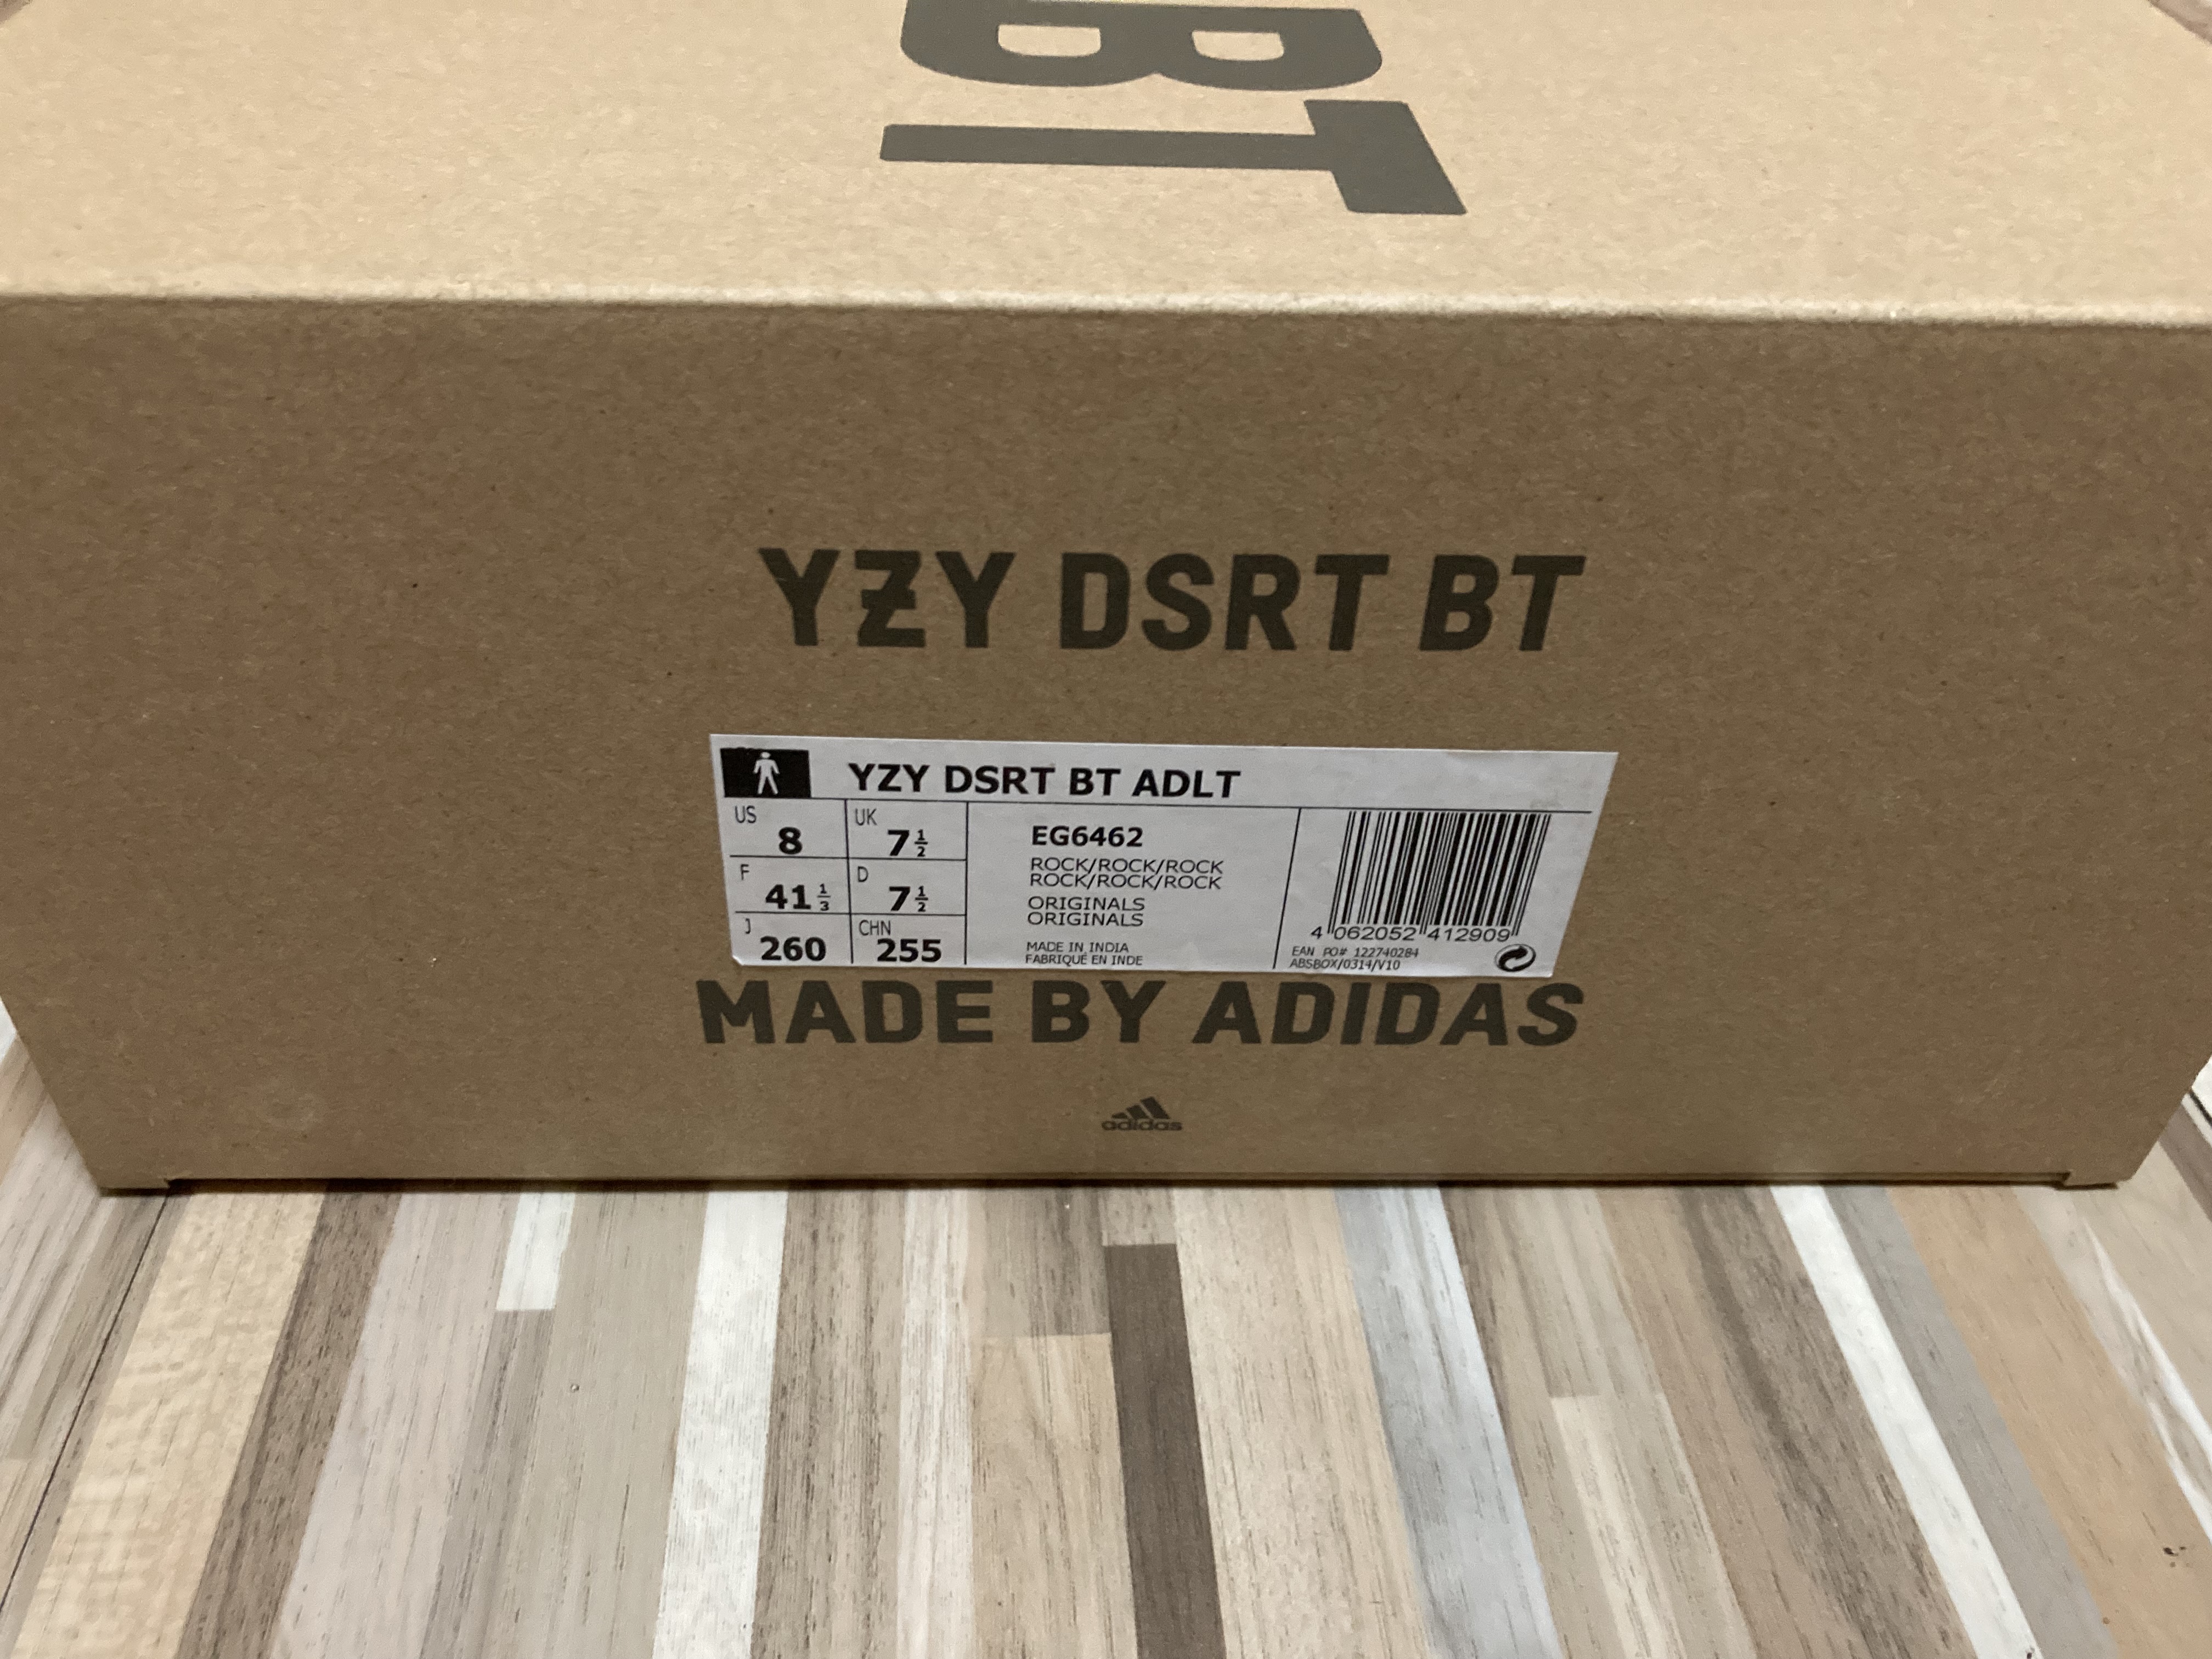 BT
YZY DSRT BT
YZY DSRT BT ADLT
US 8
UK 7 1/2
F 41 1/3
D 7 1/2
J 260
CHN 255
EG6462
ROCK/ROCK/ROCK
ROCK/ROCK/ROCK
ORIGINALS
ORIGINALS
MADE IN INDIA
FABRIQUÉ EN INDE
4 062052 412909
EAN PO# 122740284
ABSBOX/0314/V10
MADE BY ADIDAS
adidas